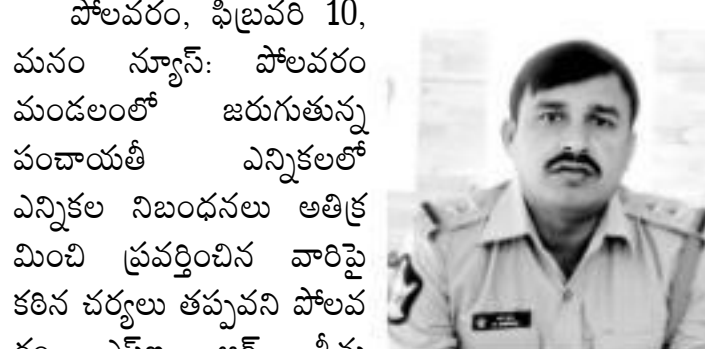 పోలవరం, ఫిబ్రవరి 10,
మనం న్యూస్: పోలవరం
మండలంలో జరుగుతున్న
పంచాయతీ ఎన్నికలలో
ఎన్నికల నిబంధనలు అతిక్ర
మించి ప్రవర్తించిన వారిపై
కఠిన చర్యలు తప్పవని పోలవ